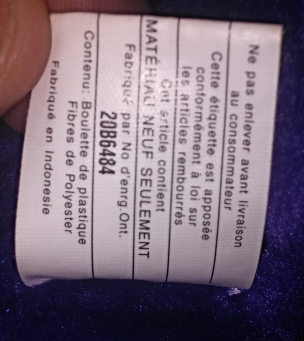 Ne pas enlever avant livraison
au consommateur
Cette étiquette est apposée
conformément à loi sur
les articles rembourrés
Cet article contient
MATÉRIAU NEUF SEULEMENT
Fabriqué par No d'enrg.Ont.
20B6484
Contenu: Boulette de plastique
Fibres de Polyester
Fabriqué en Indonesie